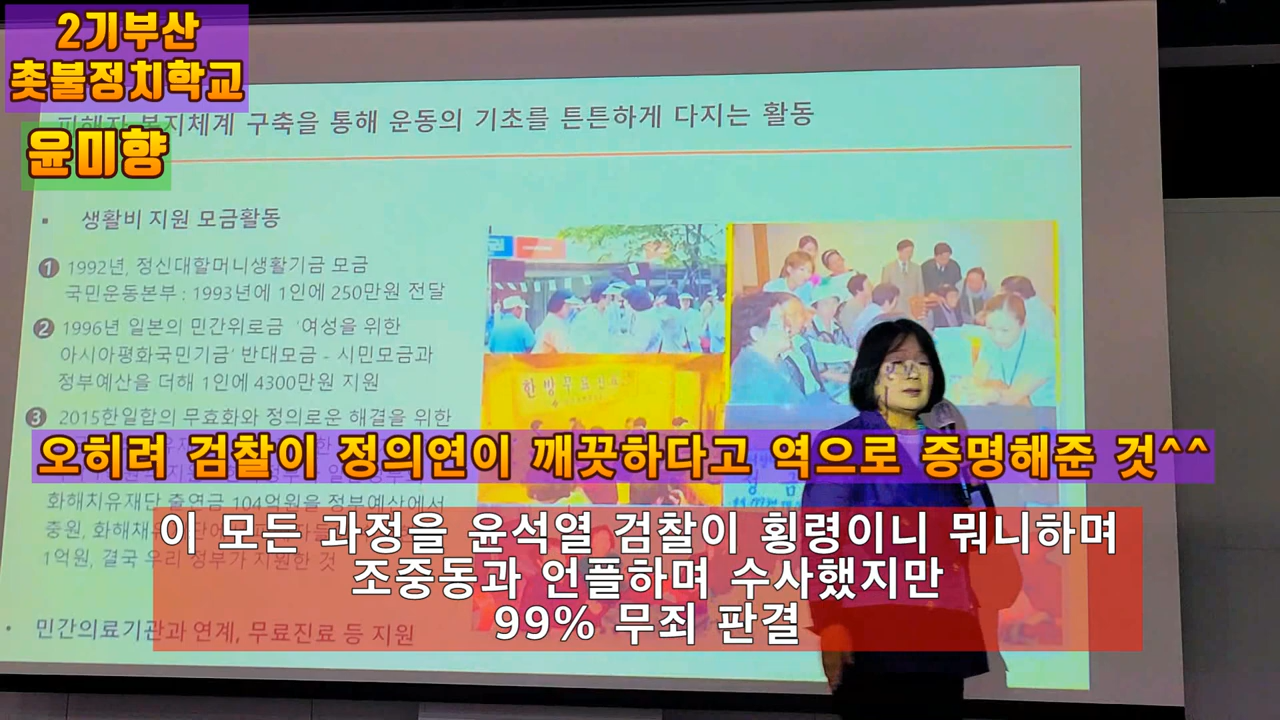 2기부산
촛불정치학교
윤미향
피해자 복지체계 구축을 통해 운동의 기초를 튼튼하게 다지는 활동
▪ 생활비 지원 모금활동
1 1992년, 정신대할머니생활기금 모금
국민운동본부 : 1993년에 1인에 250만원 전달
2 1996년 일본의 민간위로금 '여성을 위한
아시아평화국민기금' 반대모금 – 시민모금과
정부예산을 더해 1인에 4300만원 지원
3 2015한일합의 무효화와 정의로운 해결을 위한
오히려 검찰이 정의연이 깨끗하다고 역으로 증명해준 것^^
화해치유재단 출연금 104억원을 정부예산에서
이 모든 과정을 윤석열 검찰이 횡령이니 뭐니하며
조중동과 언플하며 수사했지만
99% 무죄 판결
1억원, 결국 우리 정부가 지원한 것
• 민간의료기관과 연계, 무료진료 등 지원
한방무료진료